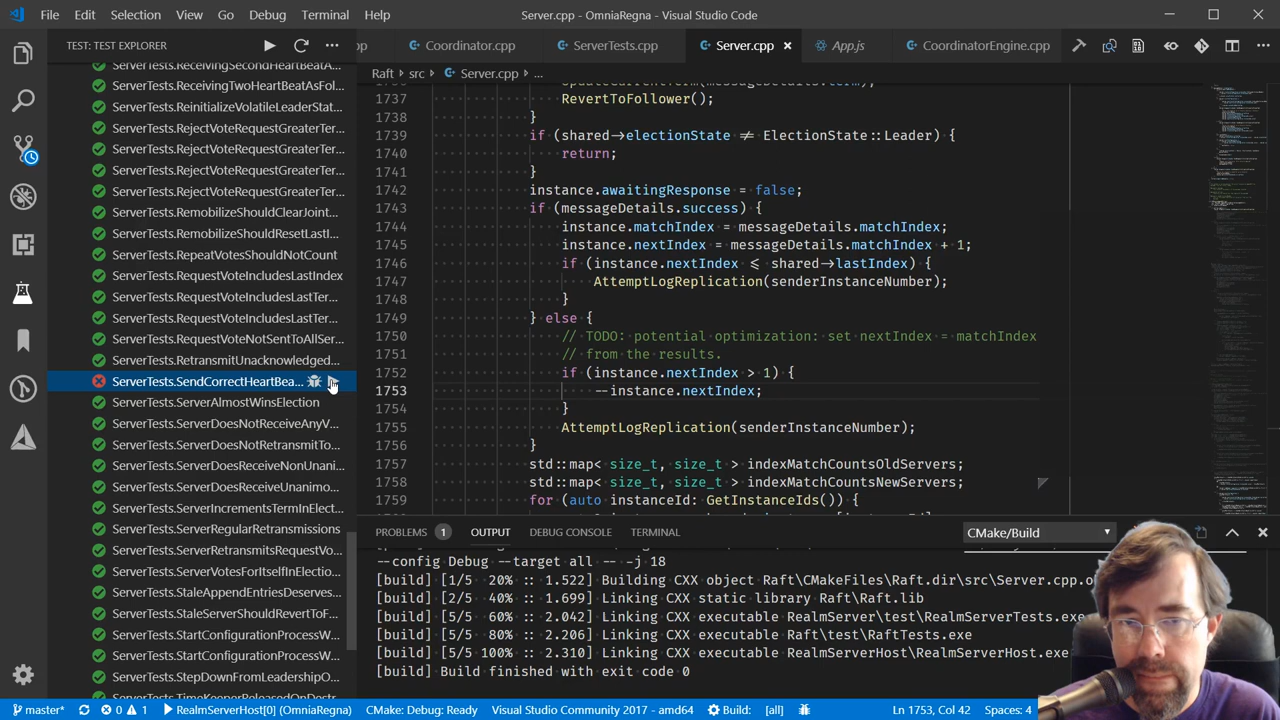 File Edit Selection View Go Debug Terminal Help Server.cpp - OmniaRegna - Visual Studio Code
TEST: TEST EXPLORER
Coordinator.cpp ServerTests.cpp Server.cpp App.js CoordinatorEngine.cpp
Raft > src > Server.cpp > ...
ServerTests.ReceivingSecondHeartBeatA...
ServerTests.ReceivingTwoHeartBeatAsFol...
ServerTests.ReinitializeVolatileLeaderStat...
ServerTests.RejectVoteRequestGreaterTer...
ServerTests.RejectVoteRequestGreaterTer...
ServerTests.RejectVoteRequestGreaterTer...
ServerTests.RejectVoteRequestGreaterTer...
ServerTests.RemobilizeShouldClearJoint...
ServerTests.RemobilizeShouldResetLastI...
ServerTests.RepeatVotesShouldNotCount
ServerTests.RequestVoteIncludesLastIndex
ServerTests.RequestVoteIncludesLastTer...
ServerTests.RequestVoteIncludesLastTer...
ServerTests.RequestVoteNotSentToAllSer...
ServerTests.RetransmitUnacknowledged...
ServerTests.SendCorrectHeartBea...
ServerTests.ServerAlmostWinsElection
ServerTests.ServerDoesNotReceiveAnyV...
ServerTests.ServerDoesNotRetransmitTo...
ServerTests.ServerDoesReceiveNonUnani...
ServerTests.ServerDoesReceiveUnanimo...
ServerTests.ServerIncrementsTermInElect...
ServerTests.ServerRegularRetransmissions
ServerTests.ServerRetransmitsRequestVo...
ServerTests.ServerVotesForItselfInElectio...
ServerTests.StaleAppendEntriesDeserves...
ServerTests.StaleServerShouldRevertToF...
ServerTests.StartConfigurationProcessW...
ServerTests.StartConfigurationProcessW...
ServerTests.StepDownFromLeadershipO...
1737 RevertToFollower();
1738
1739 if (shared->electionState ≠ ElectionState::Leader) {
1740 return;
1741 }
1742 instance.awaitingResponse = false;
1743 if (messageDetails.success) {
1744 instance.matchIndex = messageDetails.matchIndex;
1745 instance.nextIndex = messageDetails.matchIndex + 1;
1746 if (instance.nextIndex ≤ shared->lastIndex) {
1747 AttemptLogReplication(senderInstanceNumber);
1748 }
1749 } else {
1750 // TODO: potential optimizaton: set nextIndex = matchIndex
1751 // from the results.
1752 if (instance.nextIndex > 1) {
1753 --instance.nextIndex;
1754 }
1755 AttemptLogReplication(senderInstanceNumber);
1756 }
1757 std::map< size_t, size_t > indexMatchCountsOldServers;
1758 std::map< size_t, size_t > indexMatchCountsNewServers;
1759 for (auto instanceId: GetInstanceIds()) {
PROBLEMS 1 OUTPUT DEBUG CONSOLE TERMINAL CMake/Build
--config Debug --target all -- -j 18
[build] [1/5 20% :: 1.522] Building CXX object Raft\CMakeFiles\Raft.dir\src\Server.cpp.o
[build] [2/5 40% :: 1.699] Linking CXX static library Raft\Raft.lib
[build] [5/5 60% :: 2.042] Linking CXX executable RealmServer\test\RealmServerTests.exe
[build] [5/5 80% :: 2.206] Linking CXX executable Raft\test\RaftTests.exe
[build] [5/5 100% :: 2.310] Linking CXX executable RealmServerHost\RealmServerHost.exe
[build] Build finished with exit code 0
master* 0 1 RealmServerHost[0] (OmniaRegna) CMake: Debug: Ready Visual Studio Community 2017 - amd64 Build: [all] Ln 1753, Col 42 Spaces: 4